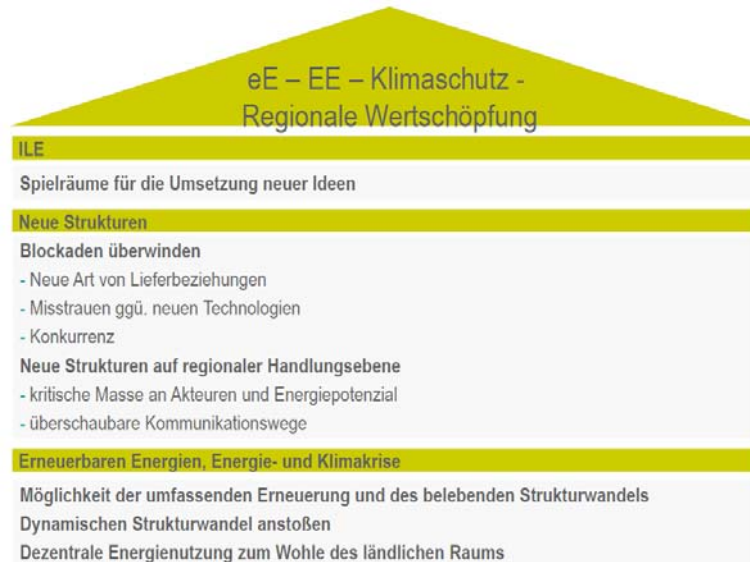 eE – EE – Klimaschutz -
Regionale Wertschöpfung
ILE
Spielräume für die Umsetzung neuer Ideen
Neue Strukturen
Blockaden überwinden
- Neue Art von Lieferbeziehungen
- Misstrauen ggü. neuen Technologien
- Konkurrenz
Neue Strukturen auf regionaler Handlungsebene
- kritische Masse an Akteuren und Energiepotenzial
- überschaubare Kommunikationswege
Erneuerbaren Energien, Energie- und Klimakrise
Möglichkeit der umfassenden Erneuerung und des belebenden Strukturwandels
Dynamischen Strukturwandel anstoßen
Dezentrale Energienutzung zum Wohle des ländlichen Raums